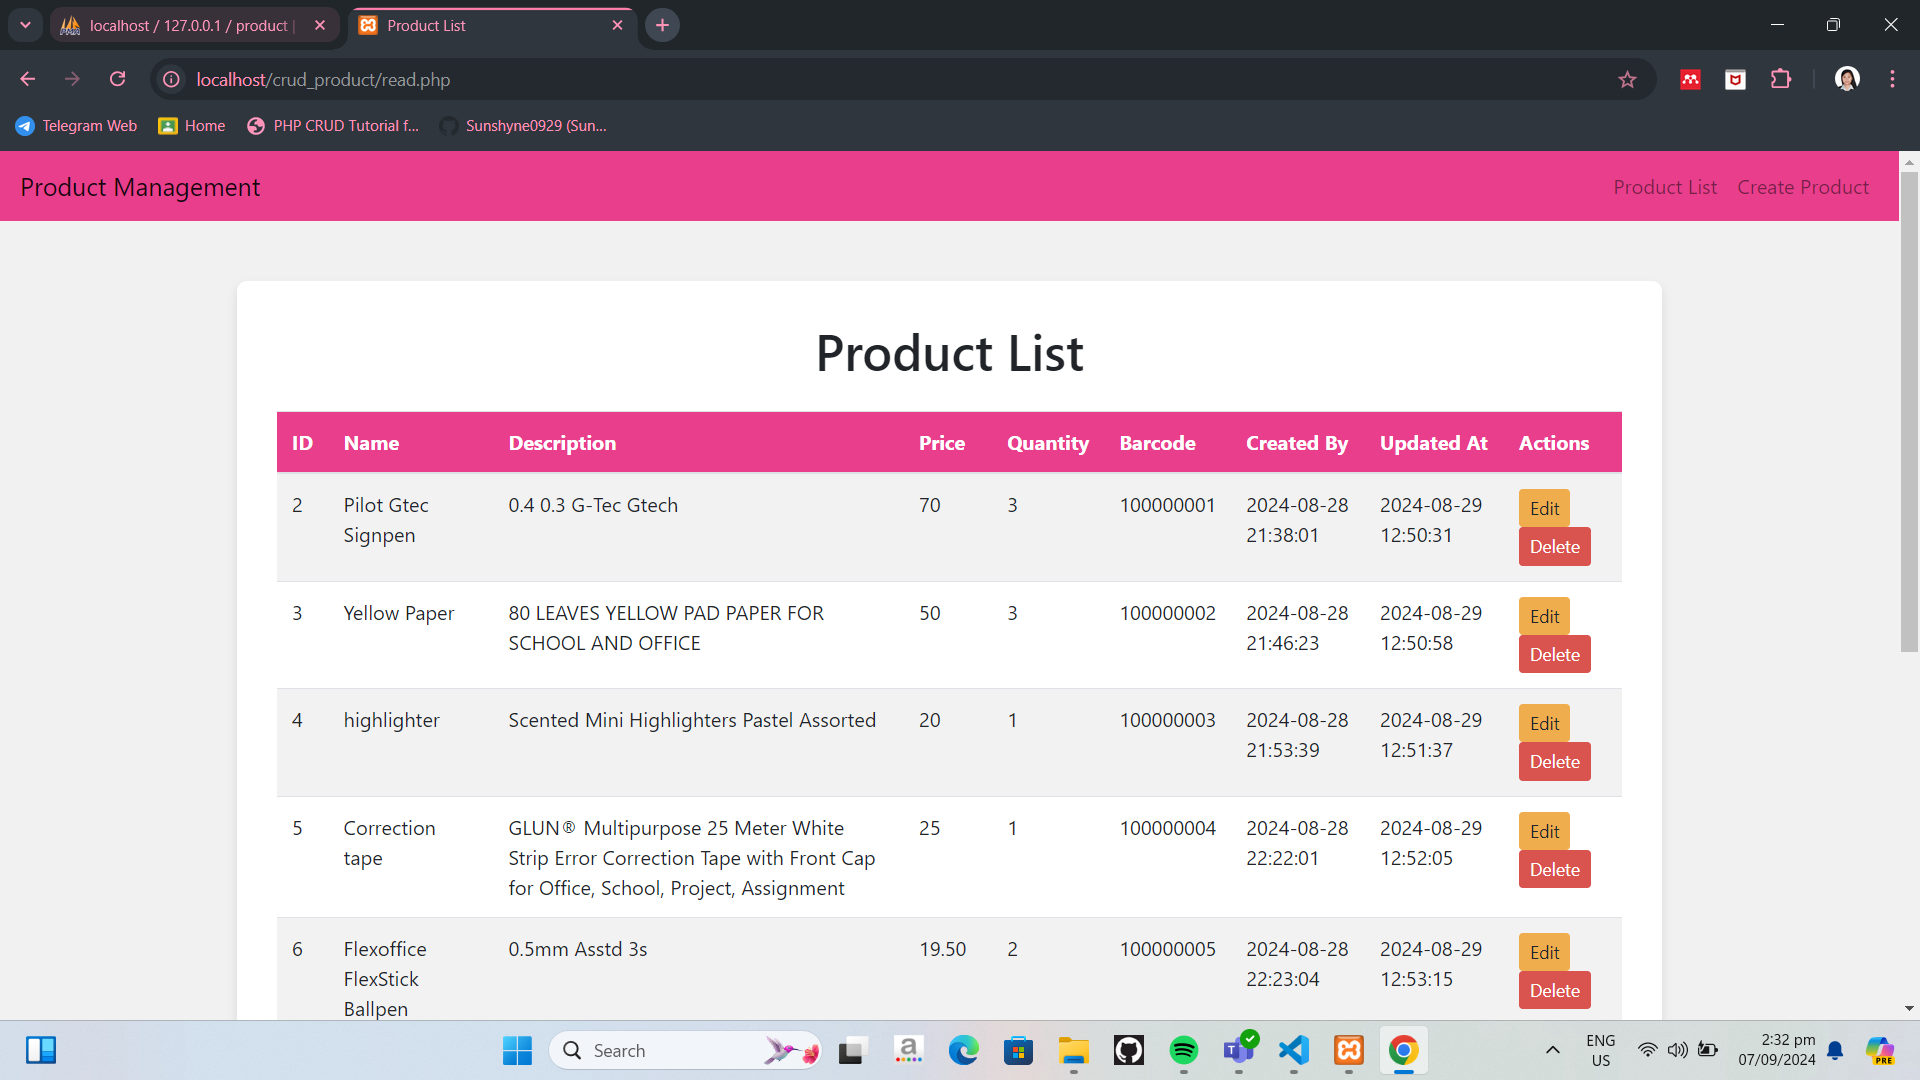 localhost / 127.0.0.1 / product |
Product List
localhost/crud_product/read.php
Telegram Web
Home
PHP CRUD Tutorial f...
Sunshyne0929 (Sun...
Product Management
Product List
Create Product
Product List
ID Name Description Price Quantity Barcode Created By Updated At Actions
2 Pilot Gtec 0.4 0.3 G-Tec Gtech 70 3 100000001 2024-08-28 2024-08-29 Edit
Signpen 21:38:01 12:50:31 Delete
3 Yellow Paper 80 LEAVES YELLOW PAD PAPER FOR 50 3 100000002 2024-08-28 2024-08-29 Edit
SCHOOL AND OFFICE 21:46:23 12:50:58 Delete
4 highlighter Scented Mini Highlighters Pastel Assorted 20 1 100000003 2024-08-28 2024-08-29 Edit
21:53:39 12:51:37 Delete
5 Correction GLUN® Multipurpose 25 Meter White 25 1 100000004 2024-08-28 2024-08-29 Edit
tape Strip Error Correction Tape with Front Cap 22:22:01 12:52:05 Delete
for Office, School, Project, Assignment
6 Flexoffice 0.5mm Asstd 3s 19.50 2 100000005 2024-08-28 2024-08-29 Edit
FlexStick 22:23:04 12:53:15 Delete
Ballpen
Search
ENG
US
2:32 pm
07/09/2024
PRE